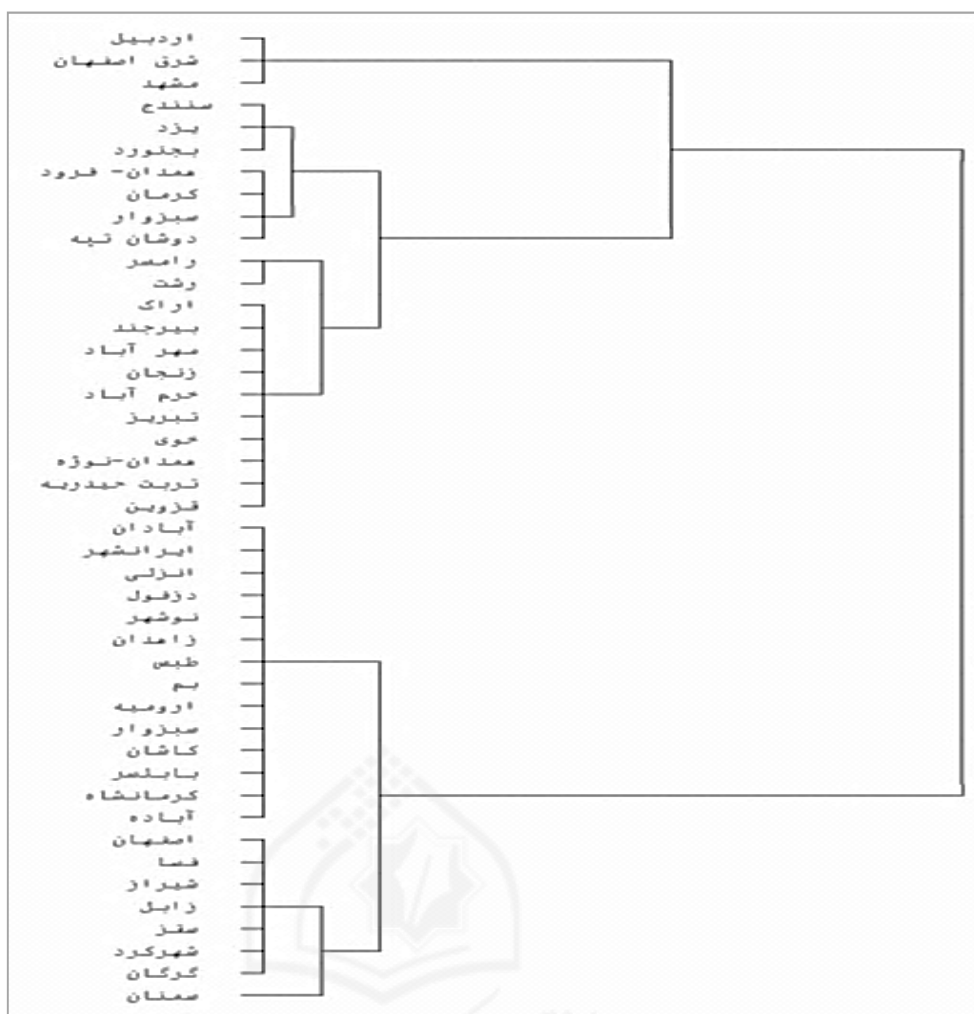 اردبیل
شرق اصفهان
مشهد
سنندج
یزد
بجنورد
همدان- فرود
کرمان
سبزوار
دوشان تپه
رامسر
رشت
اراک
بیرجند
مهر آباد
زنجان
خرم آباد
تبریز
خوی
همدان-نوژه
تربت حیدریه
قزوین
آبادان
ایرانشهر
انزلی
دزفول
نوشهر
زاهدان
طبس
بم
ارومیه
سبزوار
کاشان
بابلسر
کرمانشاه
آباده
اصفهان
فسا
شیراز
زابل
سقز
شهرکرد
گرگان
سمنان